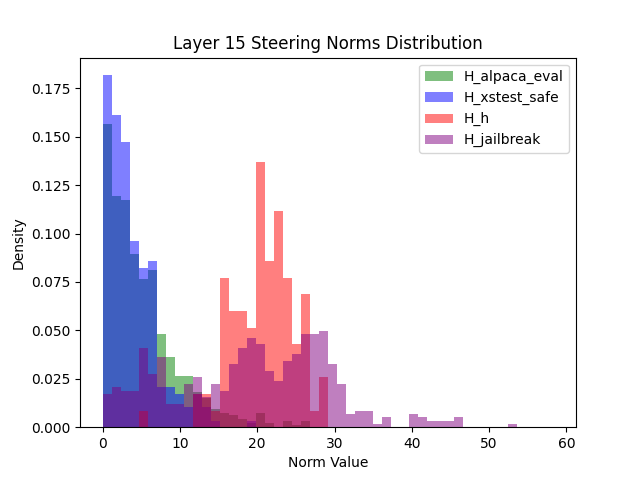 Layer 15 Steering Norms Distribution
H_alpaca_eval
H_xstest_safe
H_h
H_jailbreak
0.175
0.150
0.125
0.100
0.075
0.050
0.025
0.000
Density
0 10 20 30 40 50 60
Norm Value